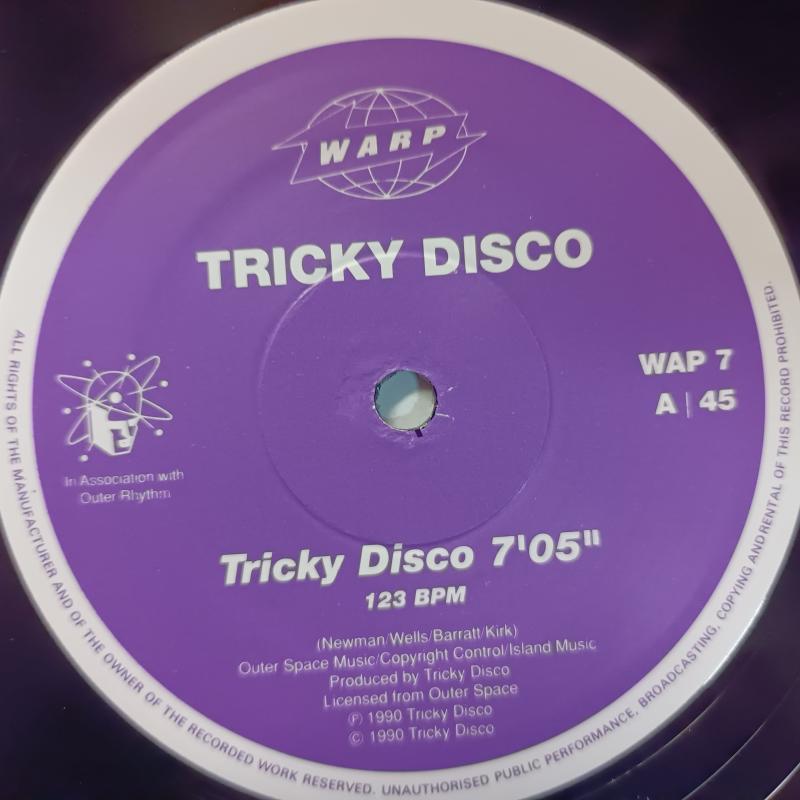 WARP
TRICKY DISCO
WAP 7
A | 45
In Association with
Outer Rhythm
Tricky Disco 7'05"
123 BPM
(Newman/Wells/Barratt/Kirk)
Outer Space Music/Copyright Control/Island Music
Produced by Tricky Disco
Licensed from Outer Space
Ⓟ 1990 Tricky Disco
© 1990 Tricky Disco
ALL RIGHTS OF THE MANUFACTURER AND OF THE OWNER OF THE RECORDED WORK RESERVED. UNAUTHORISED PUBLIC PERFORMANCE, BROADCASTING, COPYING AND RENTAL OF THIS RECORD PROHIBITED.